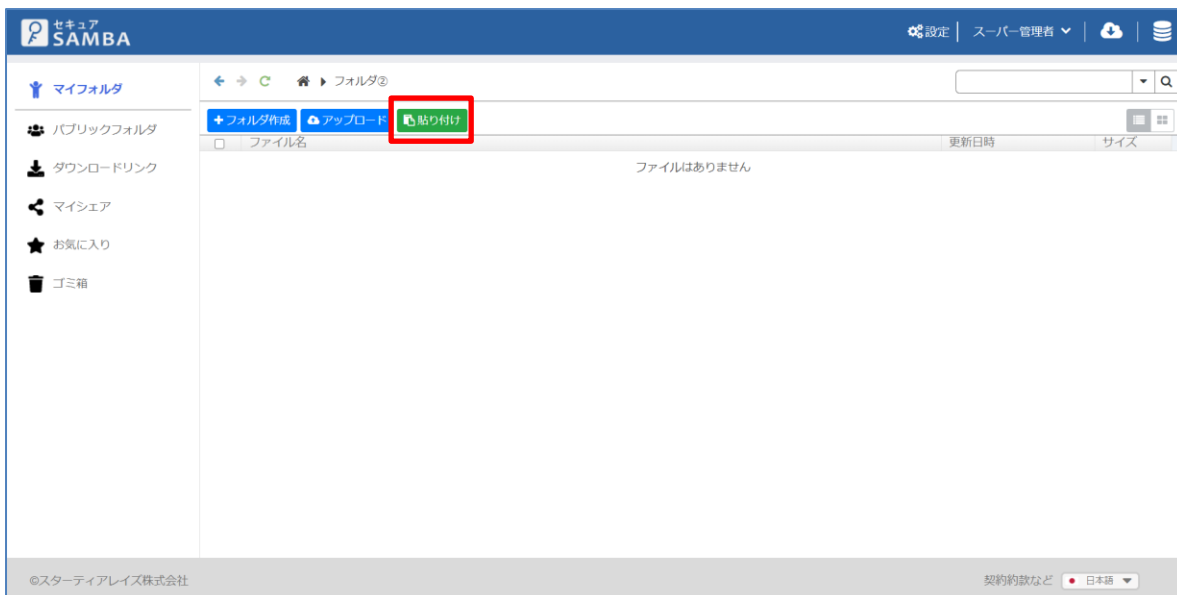 セキュア
SAMBA
設定
スーパー管理者
マイフォルダ
パブリックフォルダ
ダウンロードリンク
マイシェア
お気に入り
ゴミ箱
フォルダ②
フォルダ作成
アップロード
貼り付け
ファイル名
更新日時
サイズ
ファイルはありません
©スターティアレイズ株式会社
契約約款など
日本語